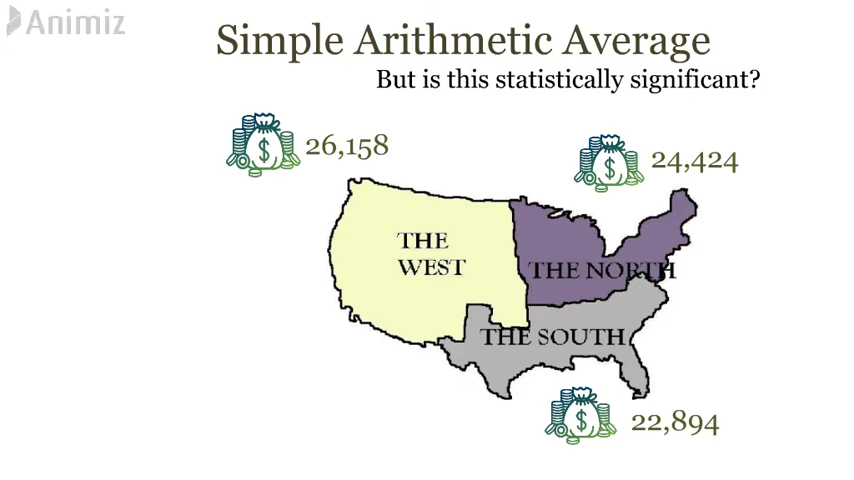 Animiz
Simple Arithmetic Average
But is this statistically significant?
26,158
24,424
THE
WEST
THE NORTH
THE SOUTH
22,894